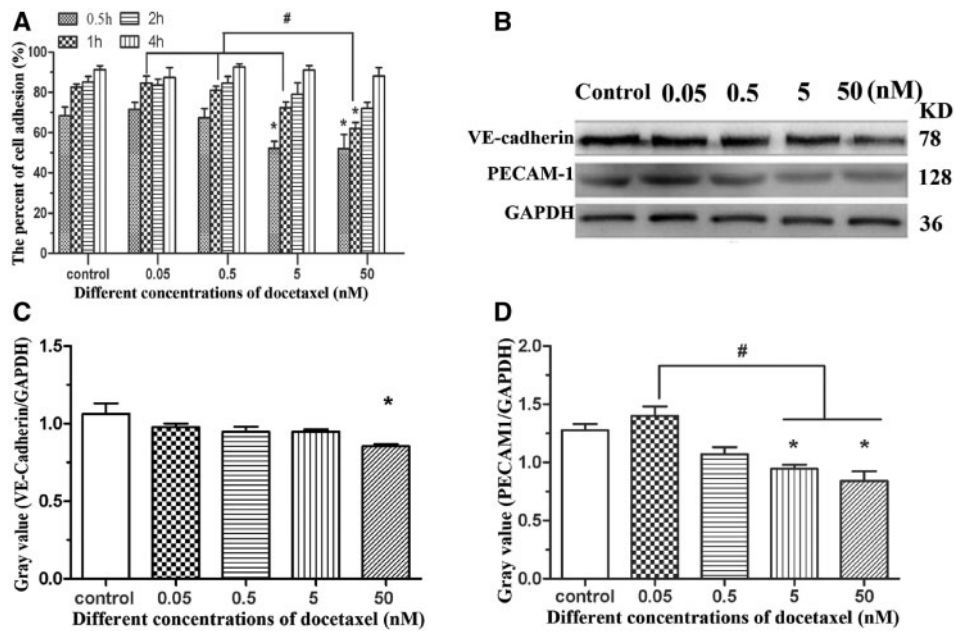 A
0.5h 2h
1h 4h
#
The percent of cell adhesion (%)
100
80
60
40
20
0
* * *
control 0.05 0.5 5 50
Different concentrations of docetaxel (nM)
B
Control 0.05 0.5 5 50 (nM)
KD
VE-cadherin 78
PECAM-1 128
GAPDH 36
C
Gray value (VE-Cadherin/GAPDH)
1.5
1.0
0.5
0.0
*
control 0.05 0.5 5 50
Different concentrations of docetaxel (nM)
D
Gray value (PECAM1/GAPDH)
2.0
1.5
1.0
0.5
0.0
#
* *
control 0.05 0.5 5 50
Different concentrations of docetaxel (nM)